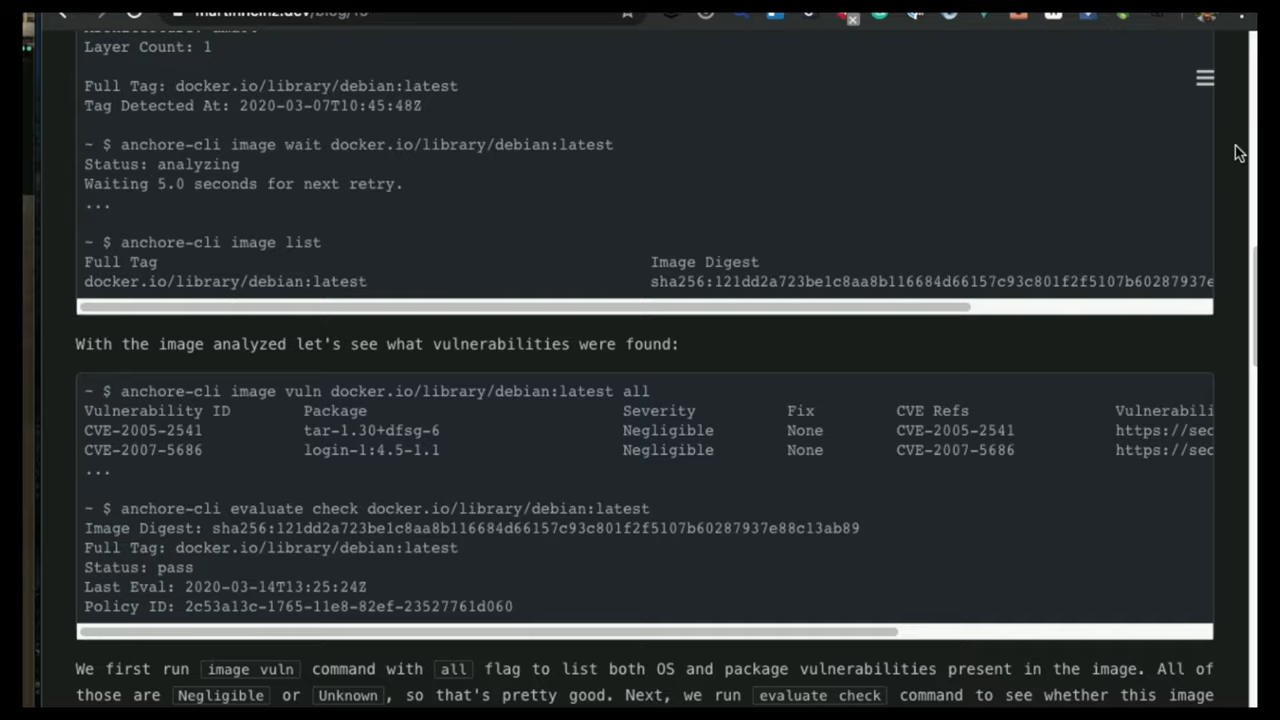 Layer Count: 1
Full Tag: docker.io/library/debian:latest
Tag Detected At: 2020-03-07T10:45:48Z
~ $ anchore-cli image wait docker.io/library/debian:latest
Status: analyzing
Waiting 5.0 seconds for next retry.
...
~ $ anchore-cli image list
Full Tag Image Digest
docker.io/library/debian:latest sha256:121dd2a723be1c8aa8b116684d66157c93c801f2f5107b60287937e
With the image analyzed let's see what vulnerabilities were found:
~ $ anchore-cli image vuln docker.io/library/debian:latest all
Vulnerability ID Package Severity Fix CVE Refs Vulnerabili
CVE-2005-2541 tar-1.30+dfsg-6 Negligible None CVE-2005-2541 https://sec
CVE-2007-5686 login-1:4.5-1.1 Negligible None CVE-2007-5686 https://sec
...
~ $ anchore-cli evaluate check docker.io/library/debian:latest
Image Digest: sha256:121dd2a723be1c8aa8b116684d66157c93c801f2f5107b60287937e88c13ab89
Full Tag: docker.io/library/debian:latest
Status: pass
Last Eval: 2020-03-14T13:25:24Z
Policy ID: 2c53a13c-1765-11e8-82ef-23527761d060
We first run image vuln command with all flag to list both OS and package vulnerabilities present in the image. All of
those are Negligible or Unknown, so that's pretty good. Next, we run evaluate check command to see whether this image